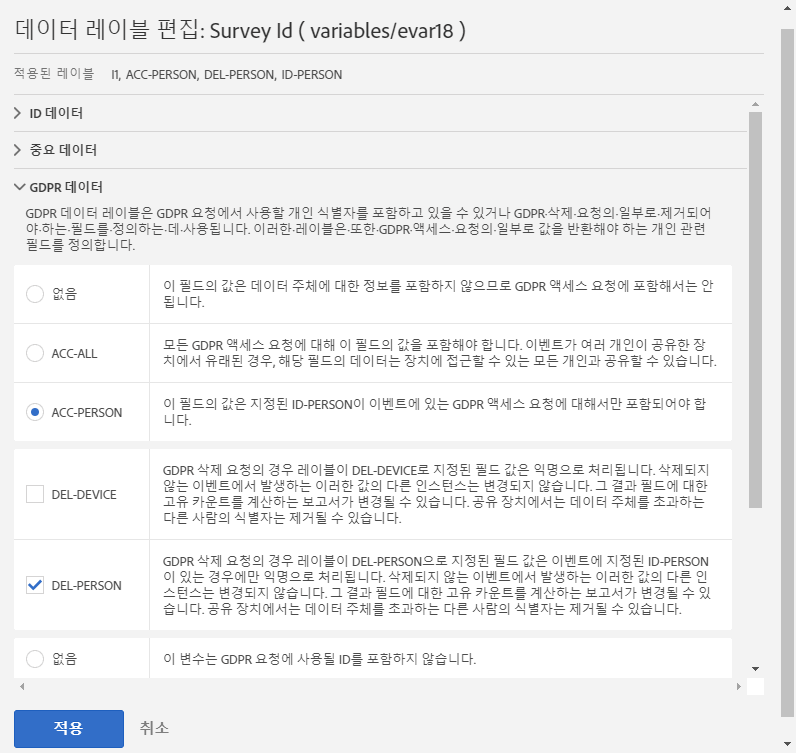 데이터 레이블 편집: Survey Id ( variables/evar18 )
적용된 레이블 I1, ACC-PERSON, DEL-PERSON, ID-PERSON
ID 데이터
중요 데이터
GDPR 데이터
GDPR 데이터 레이블은 GDPR 요청에서 사용할 개인 식별자를 포함하고 있을 수 있거나 GDPR·삭제·요청의·일부로·제거되어
야·하는·필드를·정의하는·데·사용됩니다. 이러한·레이블은·또한·GDPR·액세스·요청의·일부로 값을 반환해야 하는 개인 관련
필드를 정의합니다.
없음
이 필드의 값은 데이터 주체에 대한 정보를 포함하지 않으므로 GDPR 액세스 요청에 포함해서는 안
됩니다.
ACC-ALL
모든 GDPR 액세스 요청에 대해 이 필드의 값을 포함해야 합니다. 이벤트가 여러 개인이 공유한 장
치에서 유래된 경우, 해당 필드의 데이터는 장치에 접근할 수 있는 모든 개인과 공유할 수 있습니다.
ACC-PERSON
이 필드의 값은 지정된 ID-PERSON이 이벤트에 있는 GDPR 액세스 요청에 대해서만 포함되어야 합
니다.
DEL-DEVICE
GDPR 삭제 요청의 경우 레이블이 DEL-DEVICE로 지정된 필드 값은 익명으로 처리됩니다. 삭제되지
않는 이벤트에서 발생하는 이러한 값의 다른 인스턴스는 변경되지 않습니다. 그 결과 필드에 대한
고유 카운트를 계산하는 보고서가 변경될 수 있습니다. 공유 장치에서는 데이터 주체를 초과하는
다른 사람의 식별자는 제거될 수 있습니다.
DEL-PERSON
GDPR 삭제 요청의 경우 레이블이 DEL-PERSON으로 지정된 필드 값은 이벤트에 지정된 ID-PERSON
이 있는 경우에만 익명으로 처리됩니다. 삭제되지 않는 이벤트에서 발생하는 이러한 값의 다른 인
스턴스는 변경되지 않습니다. 그 결과 필드에 대한 고유 카운트를 계산하는 보고서가 변경될 수 있
습니다. 공유 장치에서는 데이터 주체를 초과하는 다른 사람의 식별자는 제거될 수 있습니다.
없음
이 변수는 GDPR 요청에 사용될 ID를 포함하지 않습니다.
적용 취소